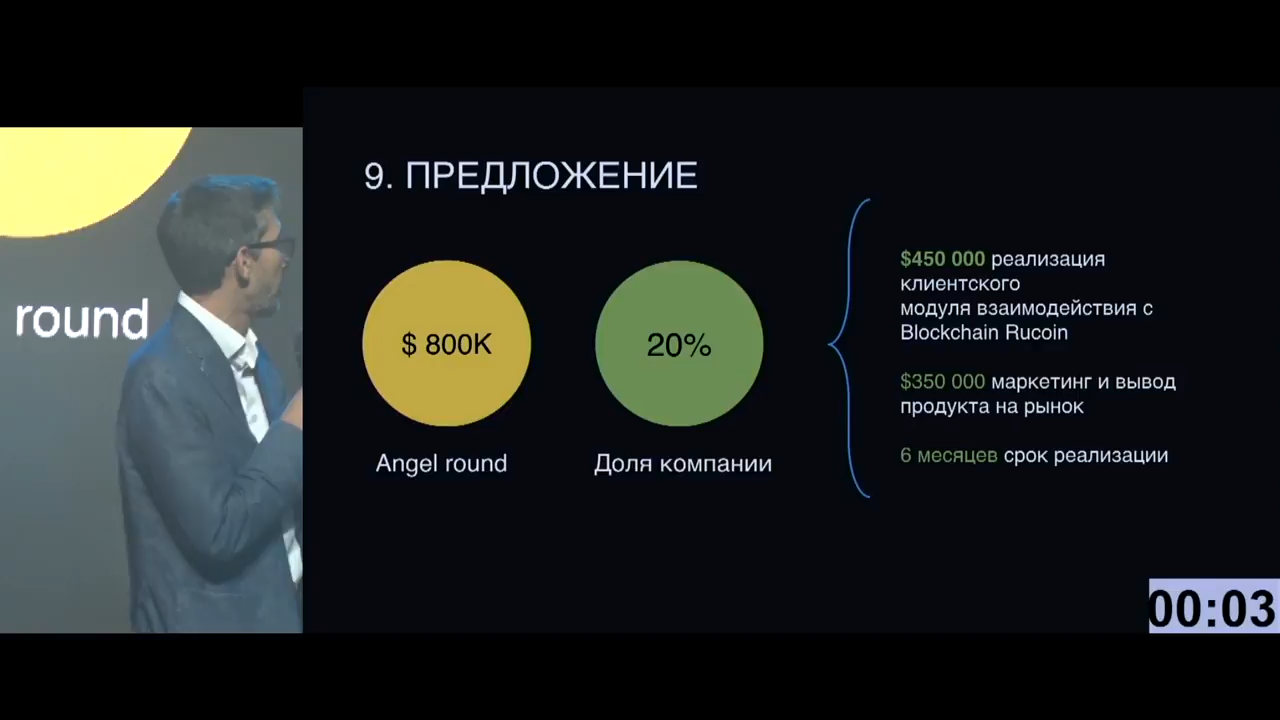 round
9. ПРЕДЛОЖЕНИЕ
$ 800K
Angel round
20%
Доля компании
$450 000 реализация
клиентского
модуля взаимодействия с
Blockchain Rucoin
$350 000 маркетинг и вывод
продукта на рынок
6 месяцев срок реализации
00:03